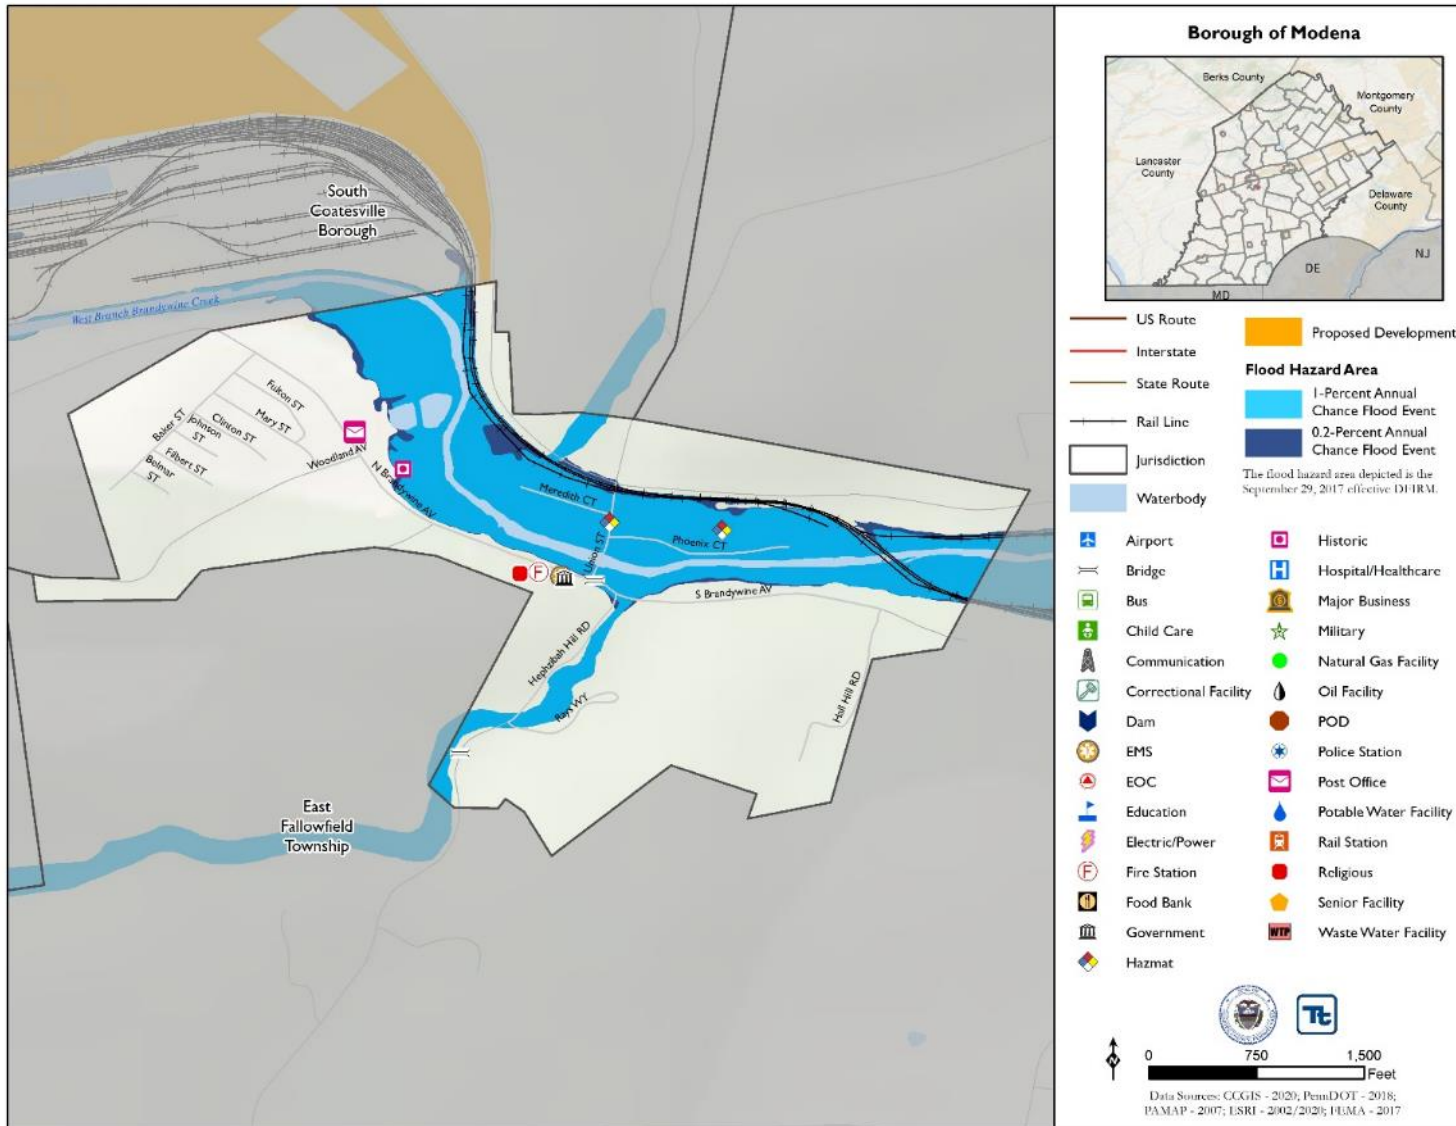 Borough of Modena
Berks County
Montgomery
County
Lancaster
County
Delaware
County
NJ
DE
MD
South
Coatesville
Borough
West Branch Brandywine Creek
Fukon ST
Mary ST
Clinton ST
Baker ST
Johnson
ST
Filbert ST
Belmar
ST
Woodland AV
N Brandywine AV
Meredith CT
Union ST
Phoenix CT
S Brandywine AV
Hephzibah Hill RD
Rays WY
Hall Hill RD
East
Fallowfield
Township
US Route
Interstate
State Route
Rail Line
Jurisdiction
Waterbody
Proposed Development
Flood Hazard Area
1-Percent Annual
Chance Flood Event
0.2-Percent Annual
Chance Flood Event
The flood hazard area depicted is the
September 29, 2017 effective DFIRM.
Airport
Bridge
Bus
Child Care
Communication
Correctional Facility
Dam
EMS
EOC
Education
Electric/Power
F Fire Station
Food Bank
Government
Hazmat
Historic
H Hospital/Healthcare
Major Business
Military
Natural Gas Facility
Oil Facility
POD
Police Station
Post Office
Potable Water Facility
Rail Station
Religious
Senior Facility
WTP Waste Water Facility
Tt
N
0 750 1,500
Feet
Data Sources: CCGIS - 2020; PennDOT - 2018;
PAMAP - 2007; ESRI - 2002/2020; FEMA - 2017